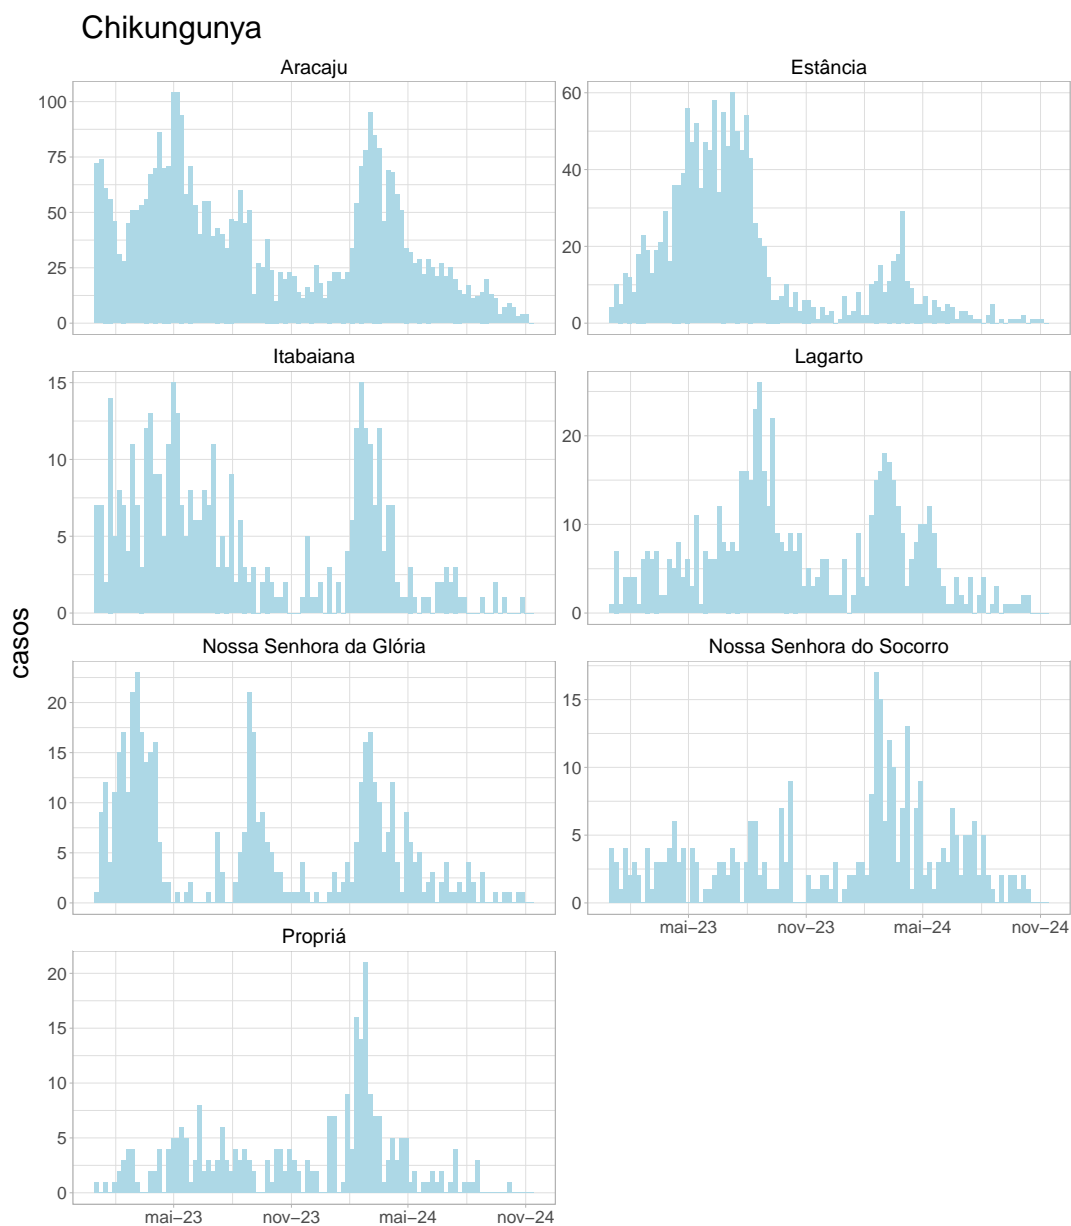 Chikungunya
Aracaju
Estância
100
75
50
25
0
60
40
20
0
Itabaiana
Lagarto
15
10
5
0
20
10
0
casos
Nossa Senhora da Glória
Nossa Senhora do Socorro
20
15
10
5
0
15
10
5
0
mai–23 nov–23 mai–24 nov–24
Propriá
20
15
10
5
0
mai–23 nov–23 mai–24 nov–24